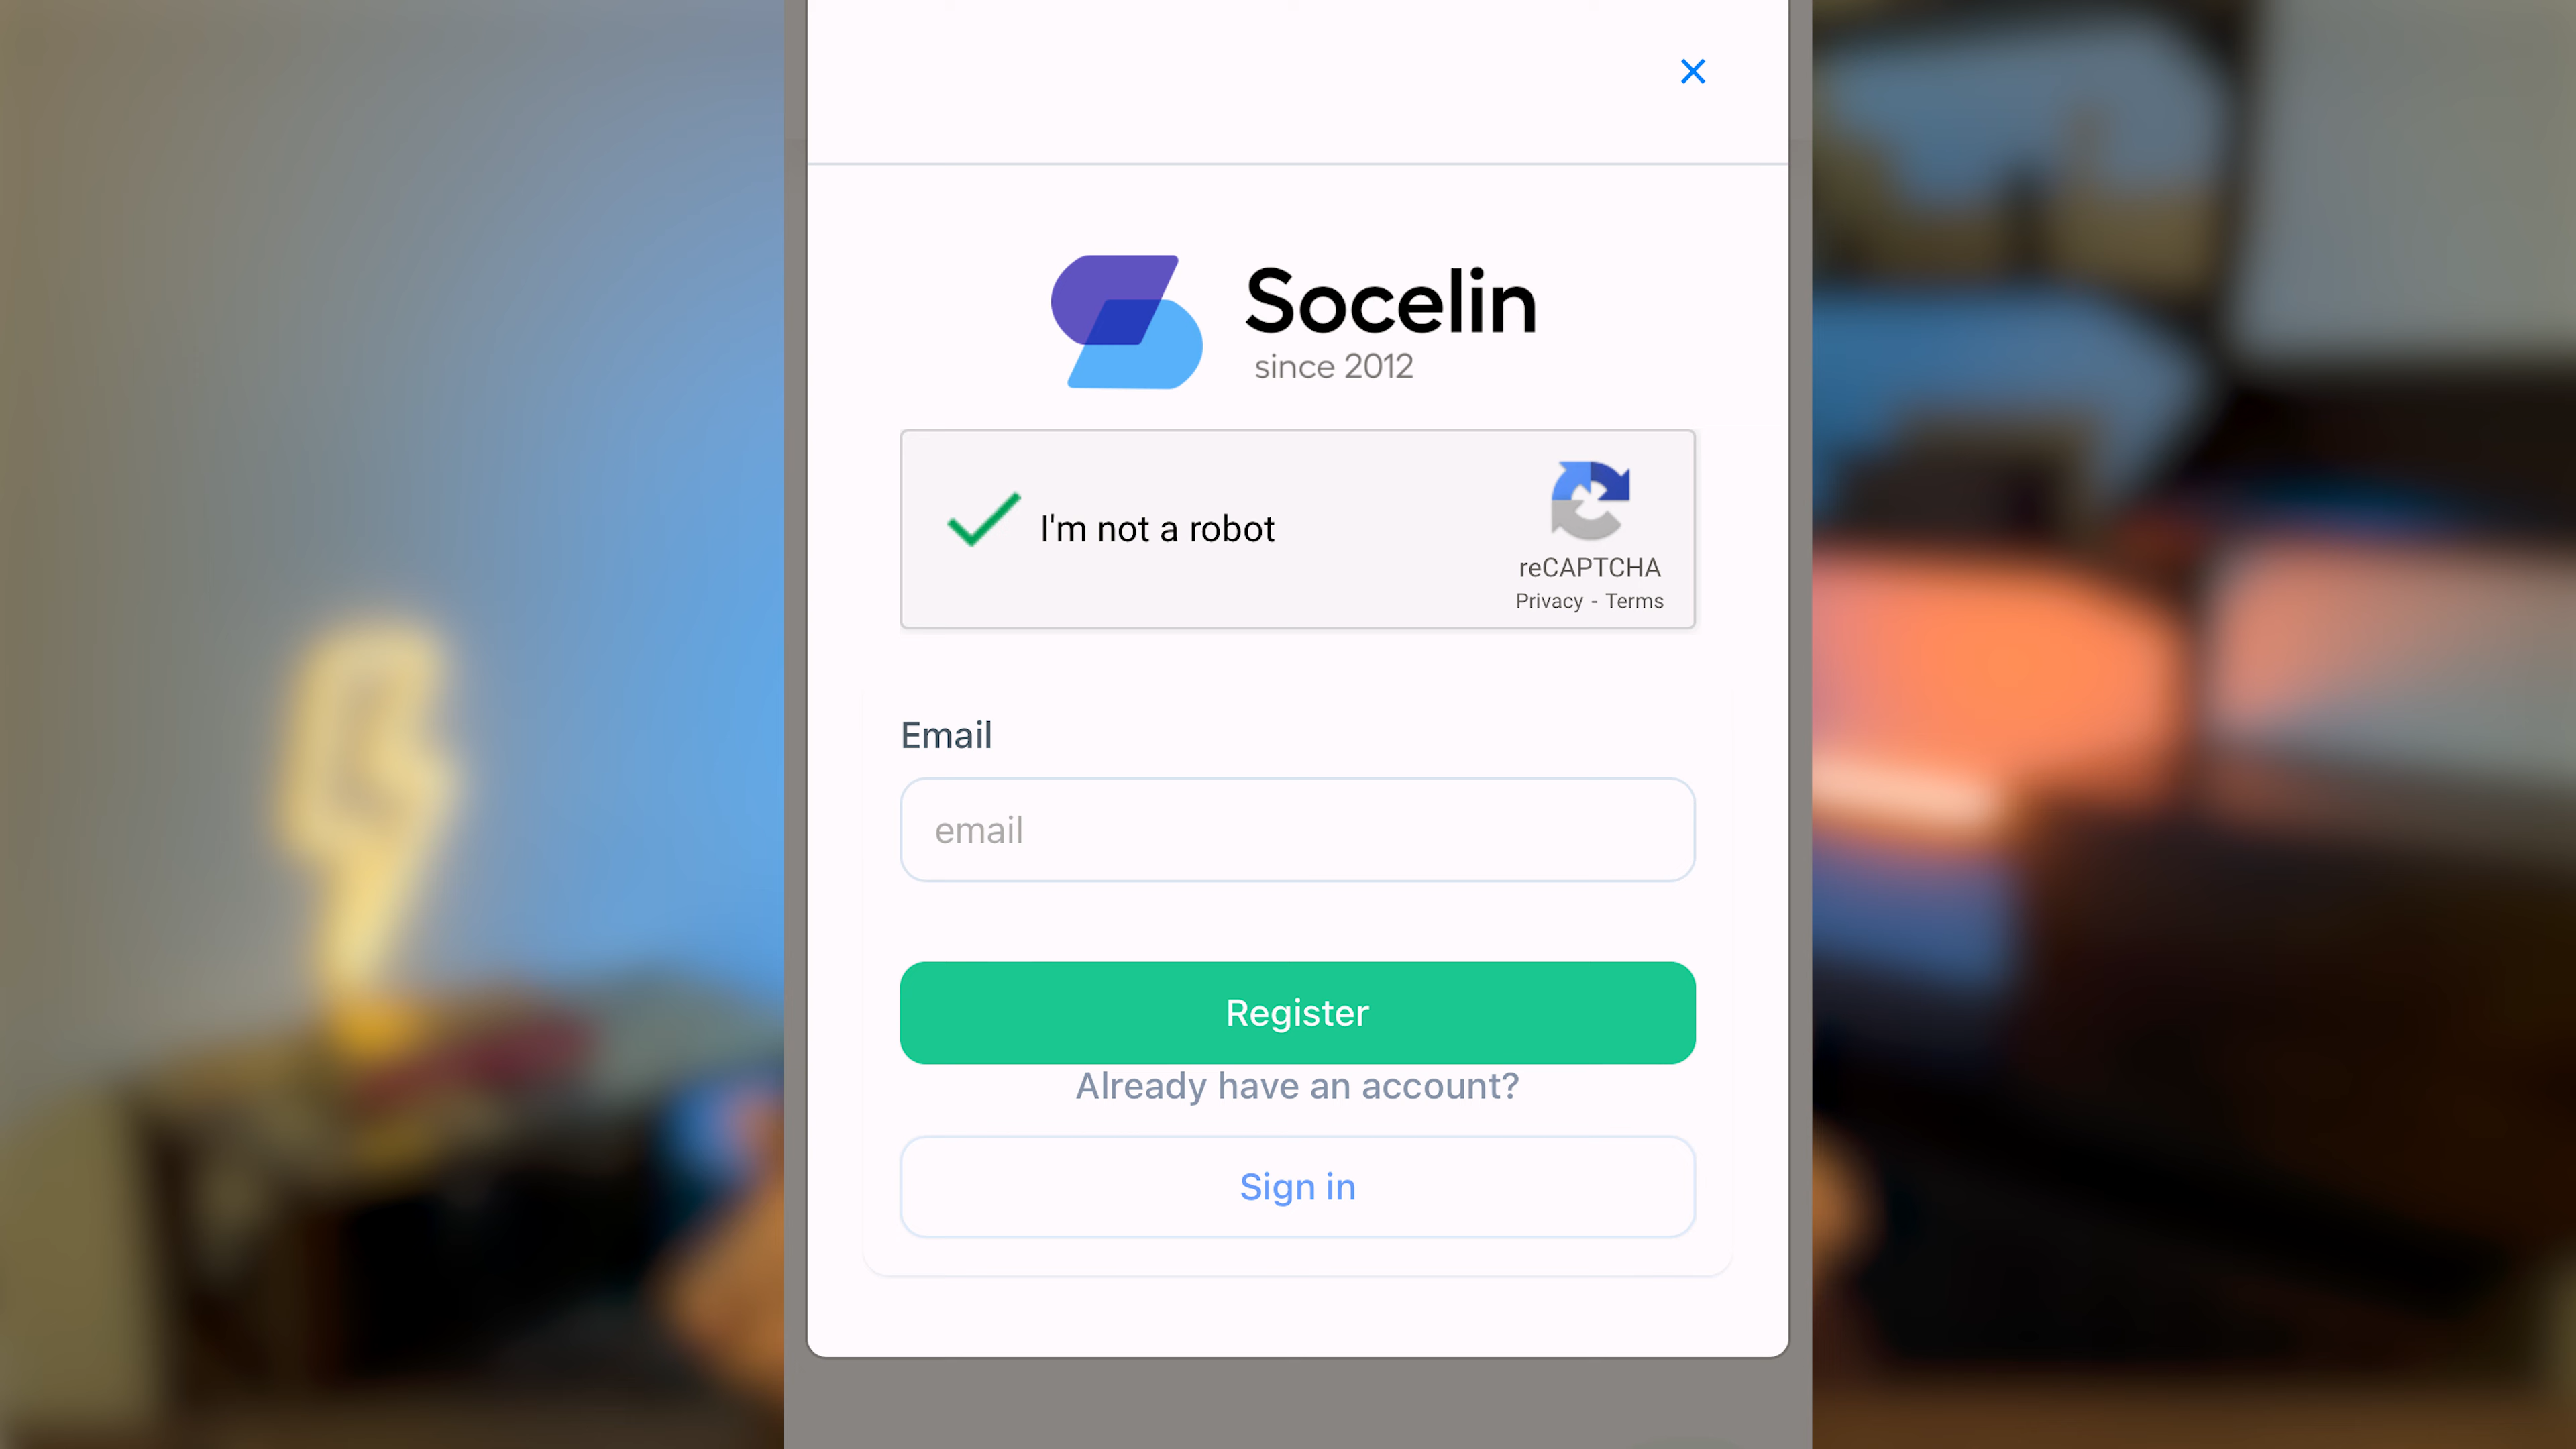 Socelin
since 2012
I'm not a robot
reCAPTCHA
Privacy - Terms
Email
email
Register
Already have an account?
Sign in